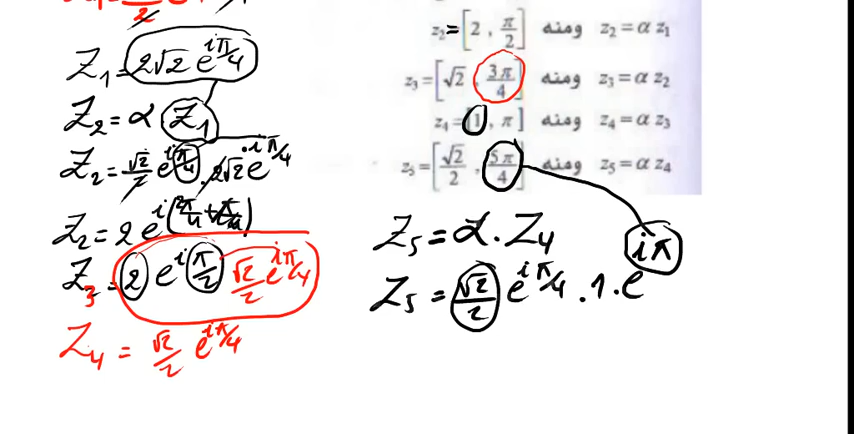 Z₁ = 2√2 e^{iπ/4}
Z₂ = α Z₁
Z₂ = √2/2 e^{iπ/4} . 2√2 e^{iπ/4}
Z₂ = 2 e
Z₃ = 2 e^{iπ/2} √2/2 e^{iπ/4}
Z₄ = √2/2 e^{iπ/4}
z₂ = [2 , π/2] ومنه z₂ = α z₁
z₃ = [√2 , 3π/4] ومنه z₃ = α z₂
z₄ = [1 , π] ومنه z₄ = α z₃
z₅ = [√2/2 , 5π/4] ومنه z₅ = α z₄
Z₅ = α . Z₄
Z₅ = √2/2 e^{iπ/4} . 1 . e^{iπ}